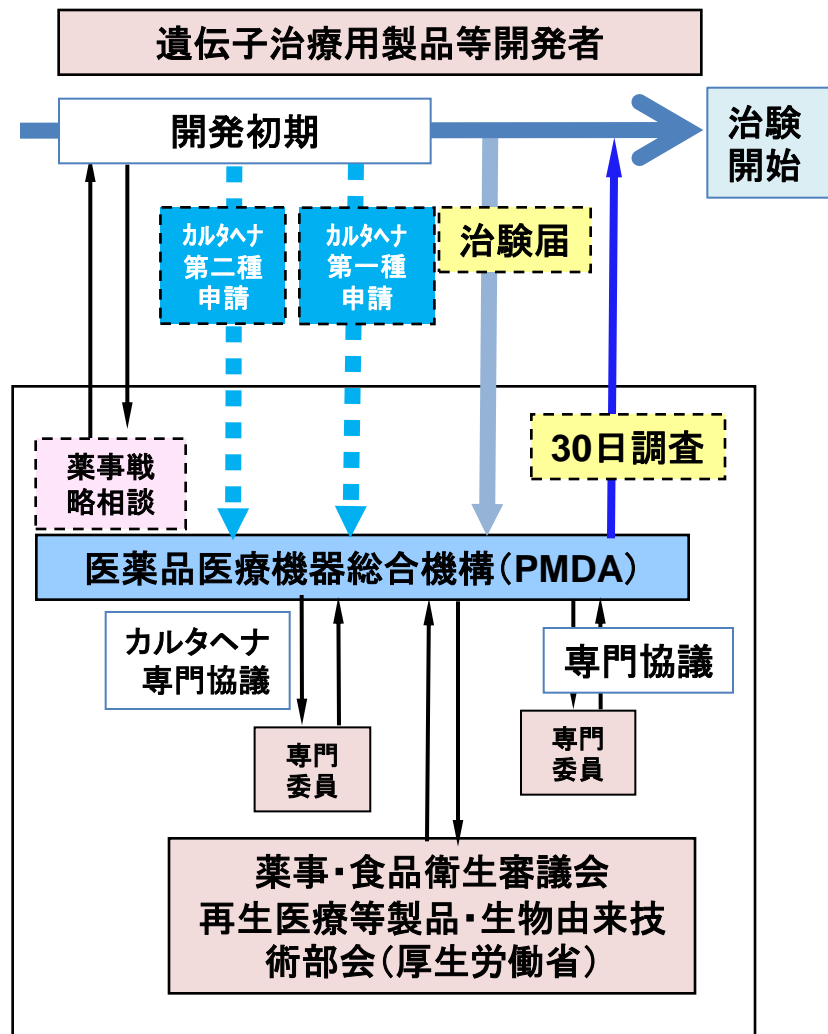 遺伝子治療用製品等開発者
開発初期
治験
開始
ｶﾙﾀﾍﾅ
第二種
申請
ｶﾙﾀﾍﾅ
第一種
申請
治験届
30日調査
薬事戦
略相談
医薬品医療機器総合機構（PMDA）
カルタヘナ
専門協議
専門協議
専門
委員
専門
委員
薬事・食品衛生審議会
再生医療等製品・生物由来技
術部会（厚生労働省）